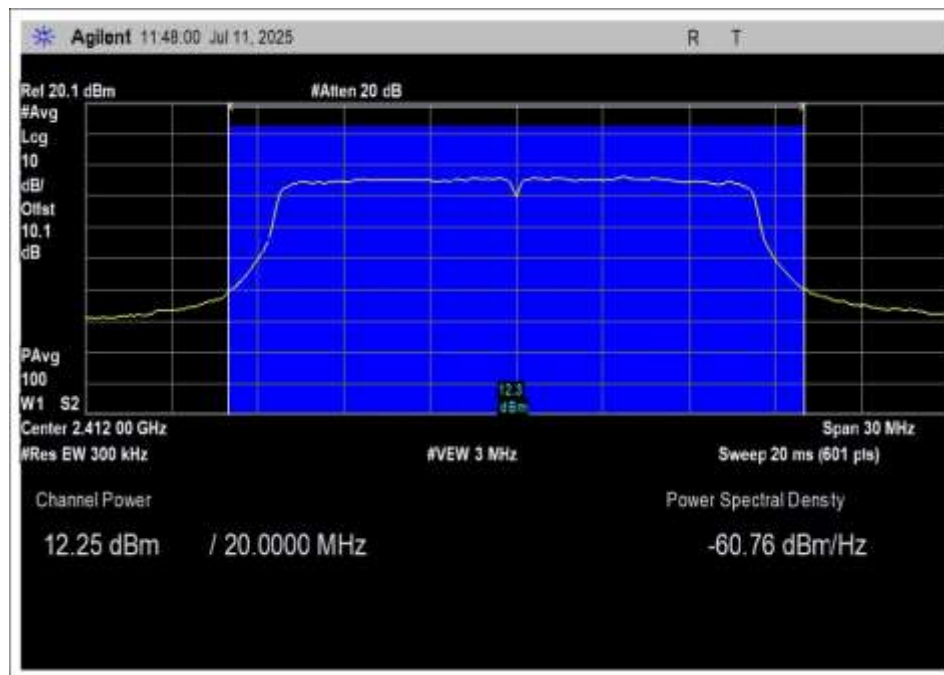 Agilent 11:48:00 Jul 11, 2025 R T
Ref 20.1 dBm #Atten 20 dB
#Avg
Log
10
dB/
Offst
10.1
dB
PAvg
100
W1 S2
12.3
dBm
Center 2.412 00 GHz Span 30 MHz
#Res BW 300 kHz #VBW 3 MHz Sweep 20 ms (601 pts)
Channel Power Power Spectral Density
12.25 dBm / 20.0000 MHz -60.76 dBm/Hz